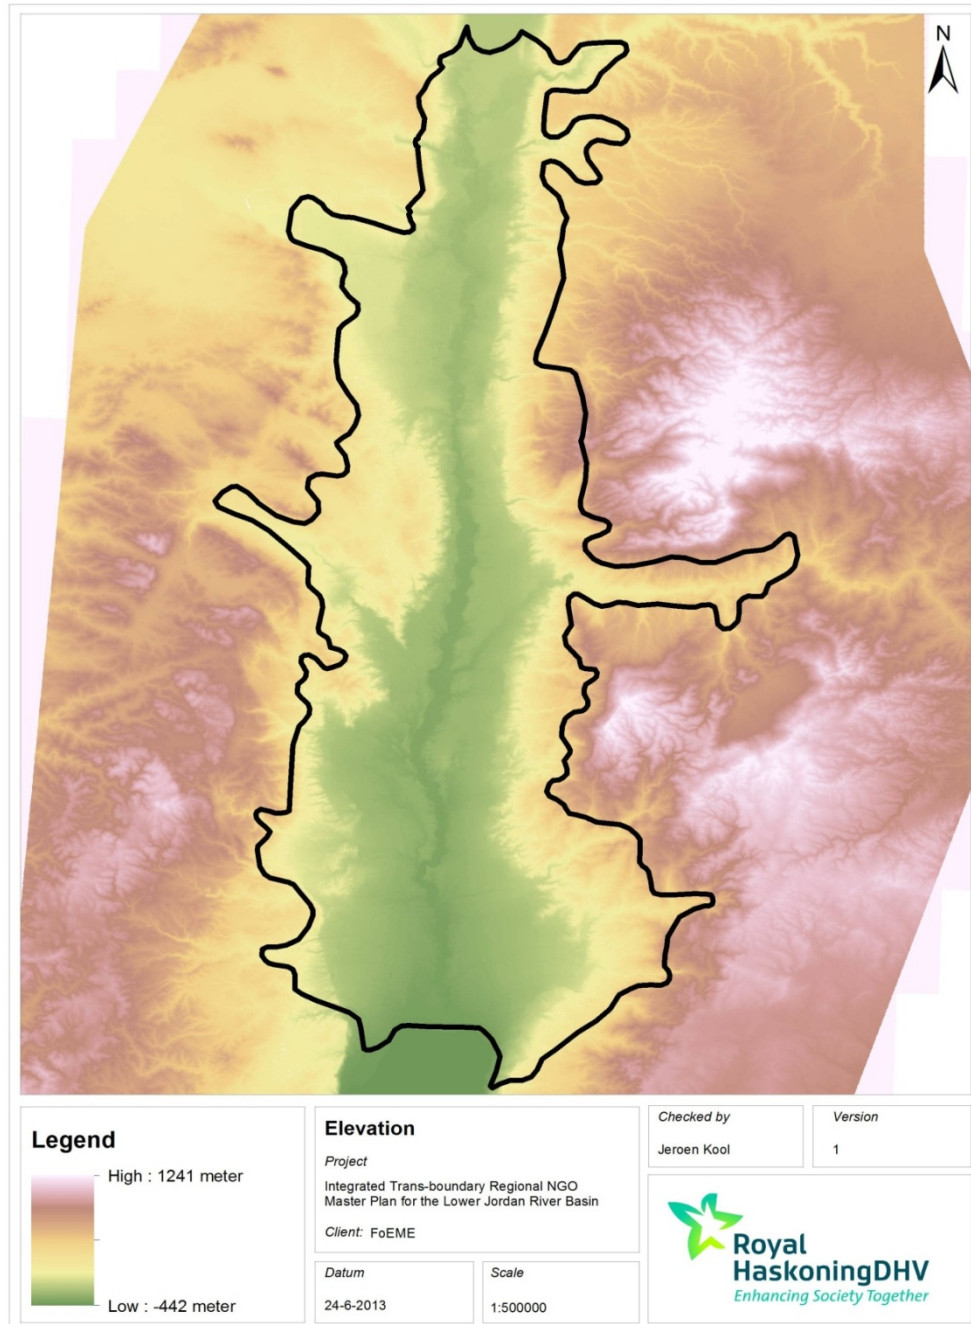 N
Legend
High : 1241 meter
Low : -442 meter
Elevation
Project
Integrated Trans-boundary Regional NGO
Master Plan for the Lower Jordan River Basin
Client: FoEME
Datum
24-6-2013
Scale
1:500000
Checked by
Jeroen Kool
Version
1
Royal
HaskoningDHV
Enhancing Society Together